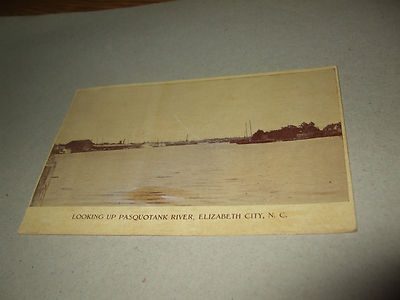 LOOKING UP PASQUOTANK RIVER, ELIZABETH CITY, N. C.